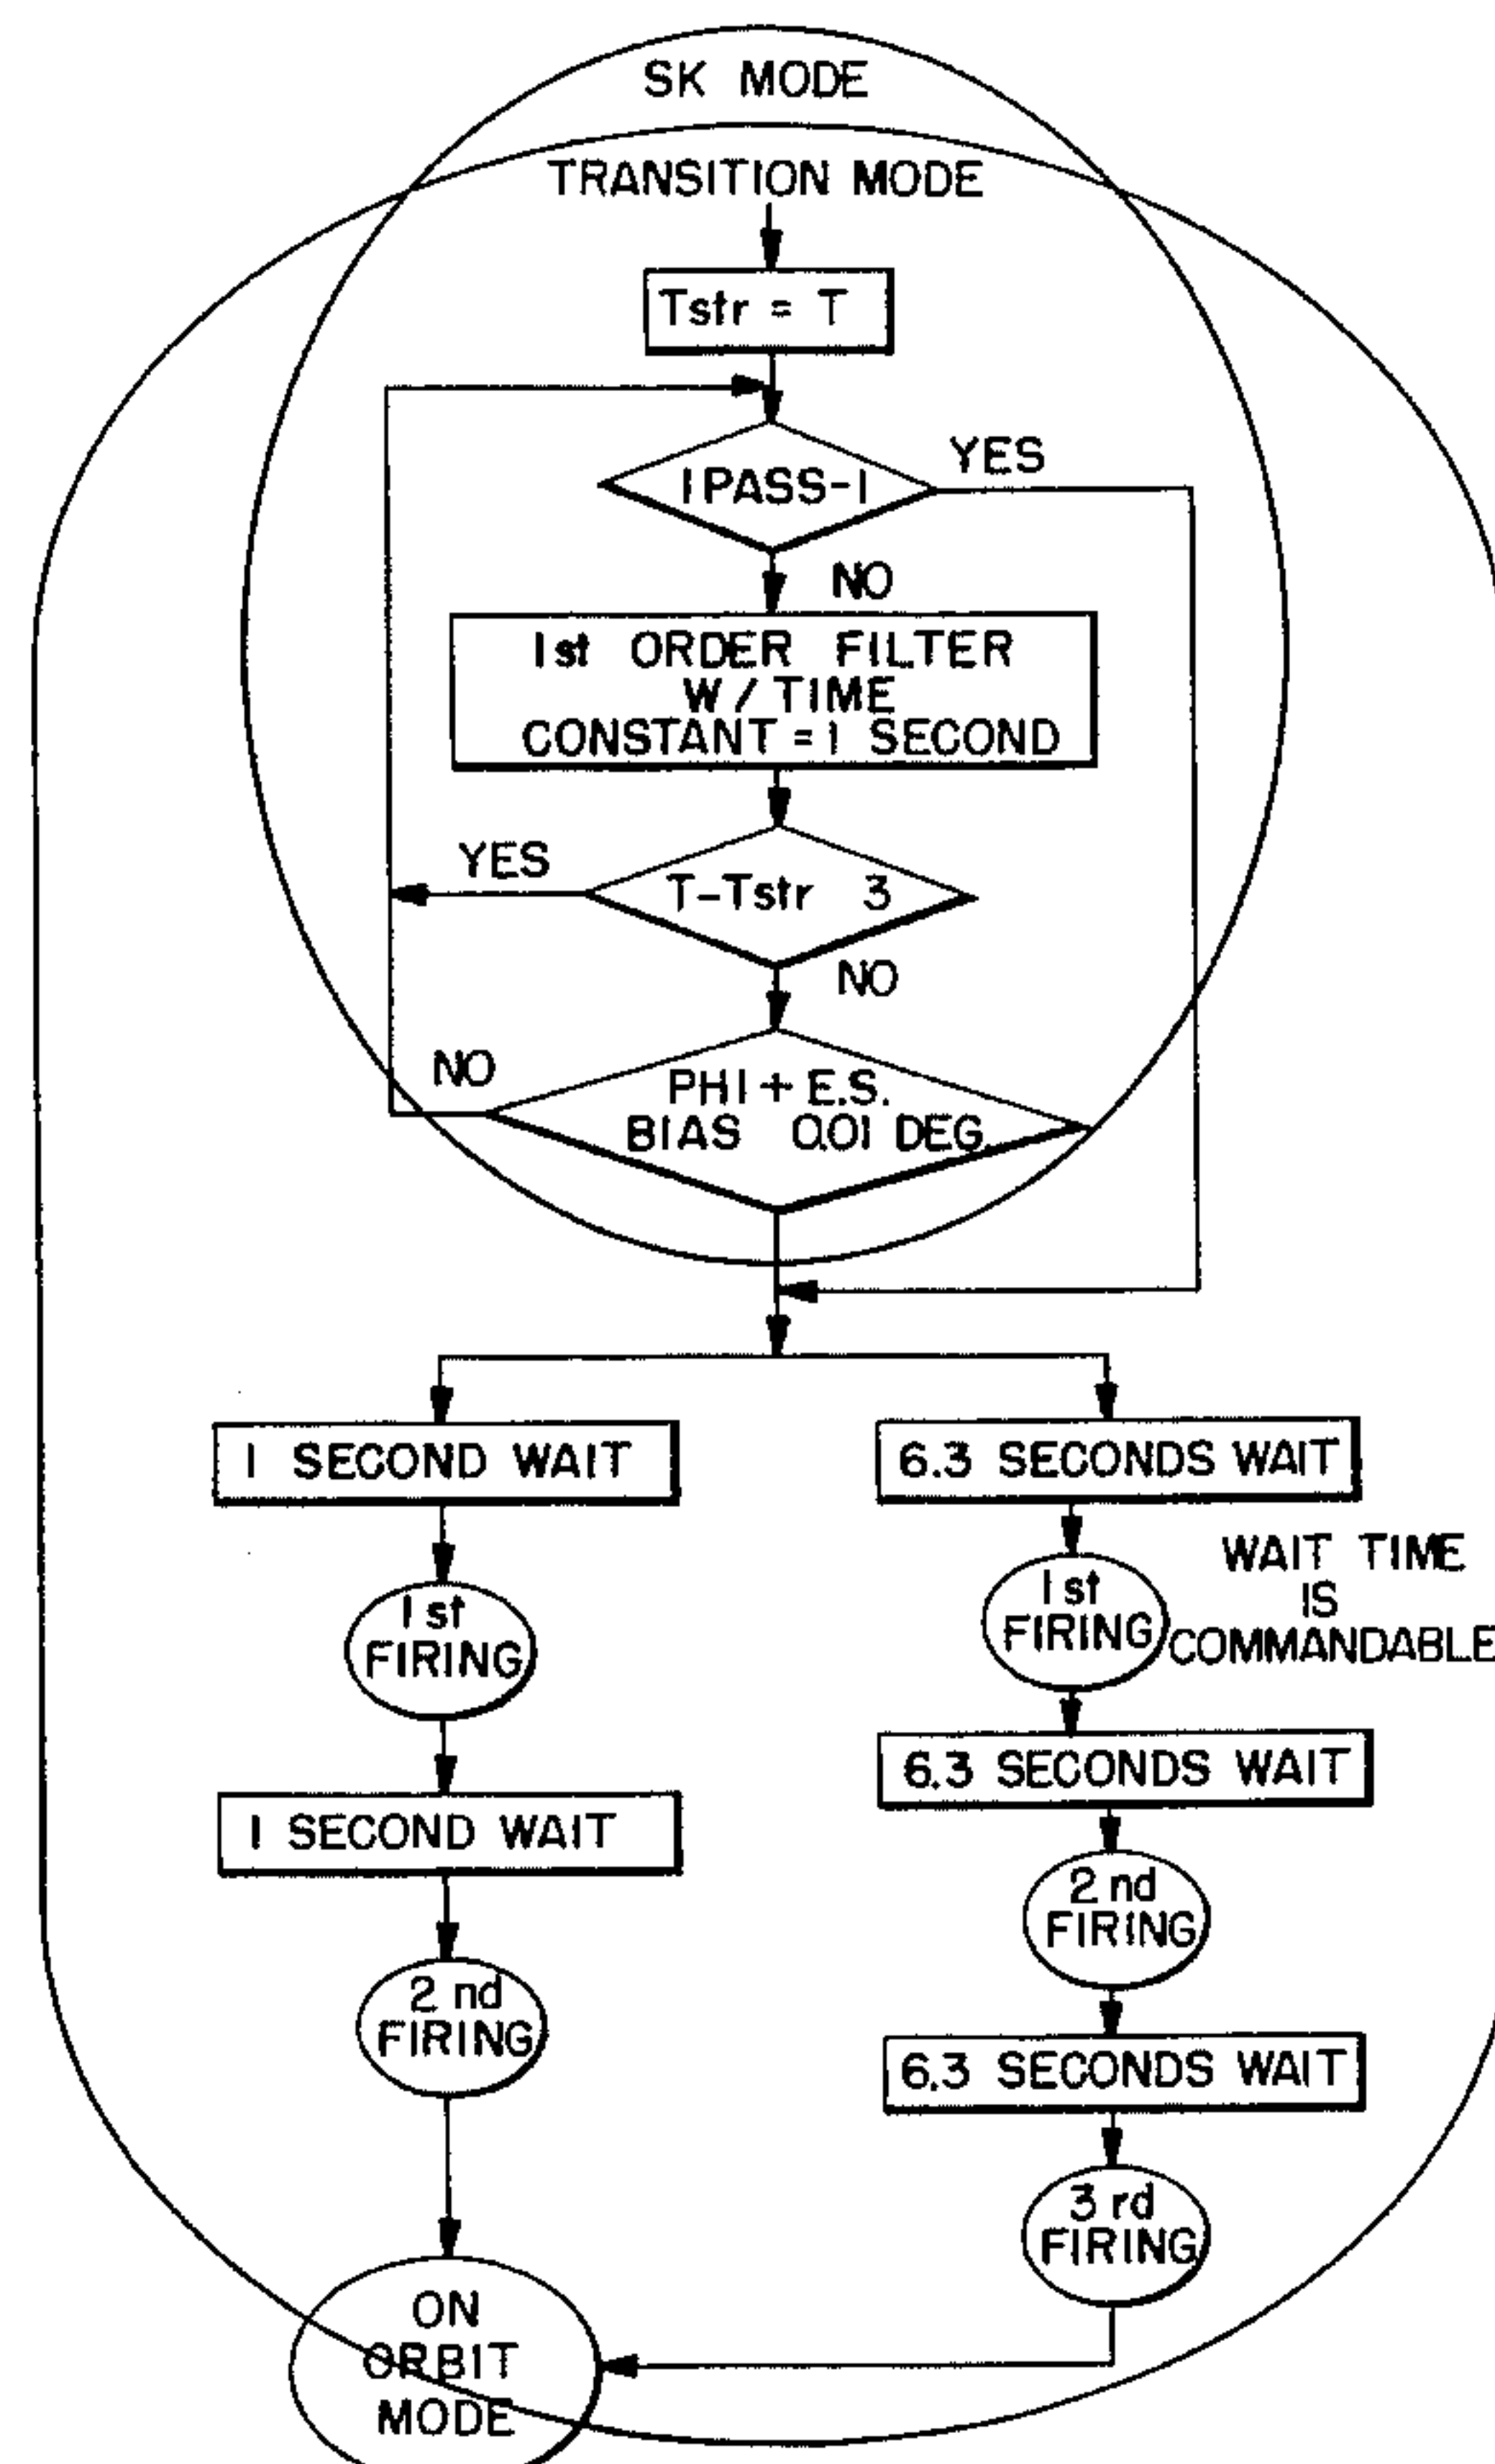 SK MODE
TRANSITION MODE
Tstr = T
IPASS-1
YES
NO
1st ORDER FILTER
W/TIME
CONSTANT = 1 SECOND
YES
T-Tstr 3
NO
NO
PHI + E.S.
BIAS 0.01 DEG.
1 SECOND WAIT
6.3 SECONDS WAIT
1st
FIRING
1st
FIRING
WAIT TIME
IS
COMMANDABLE
1 SECOND WAIT
6.3 SECONDS WAIT
2nd
FIRING
2nd
FIRING
6.3 SECONDS WAIT
3rd
FIRING
ON
ORBIT
MODE